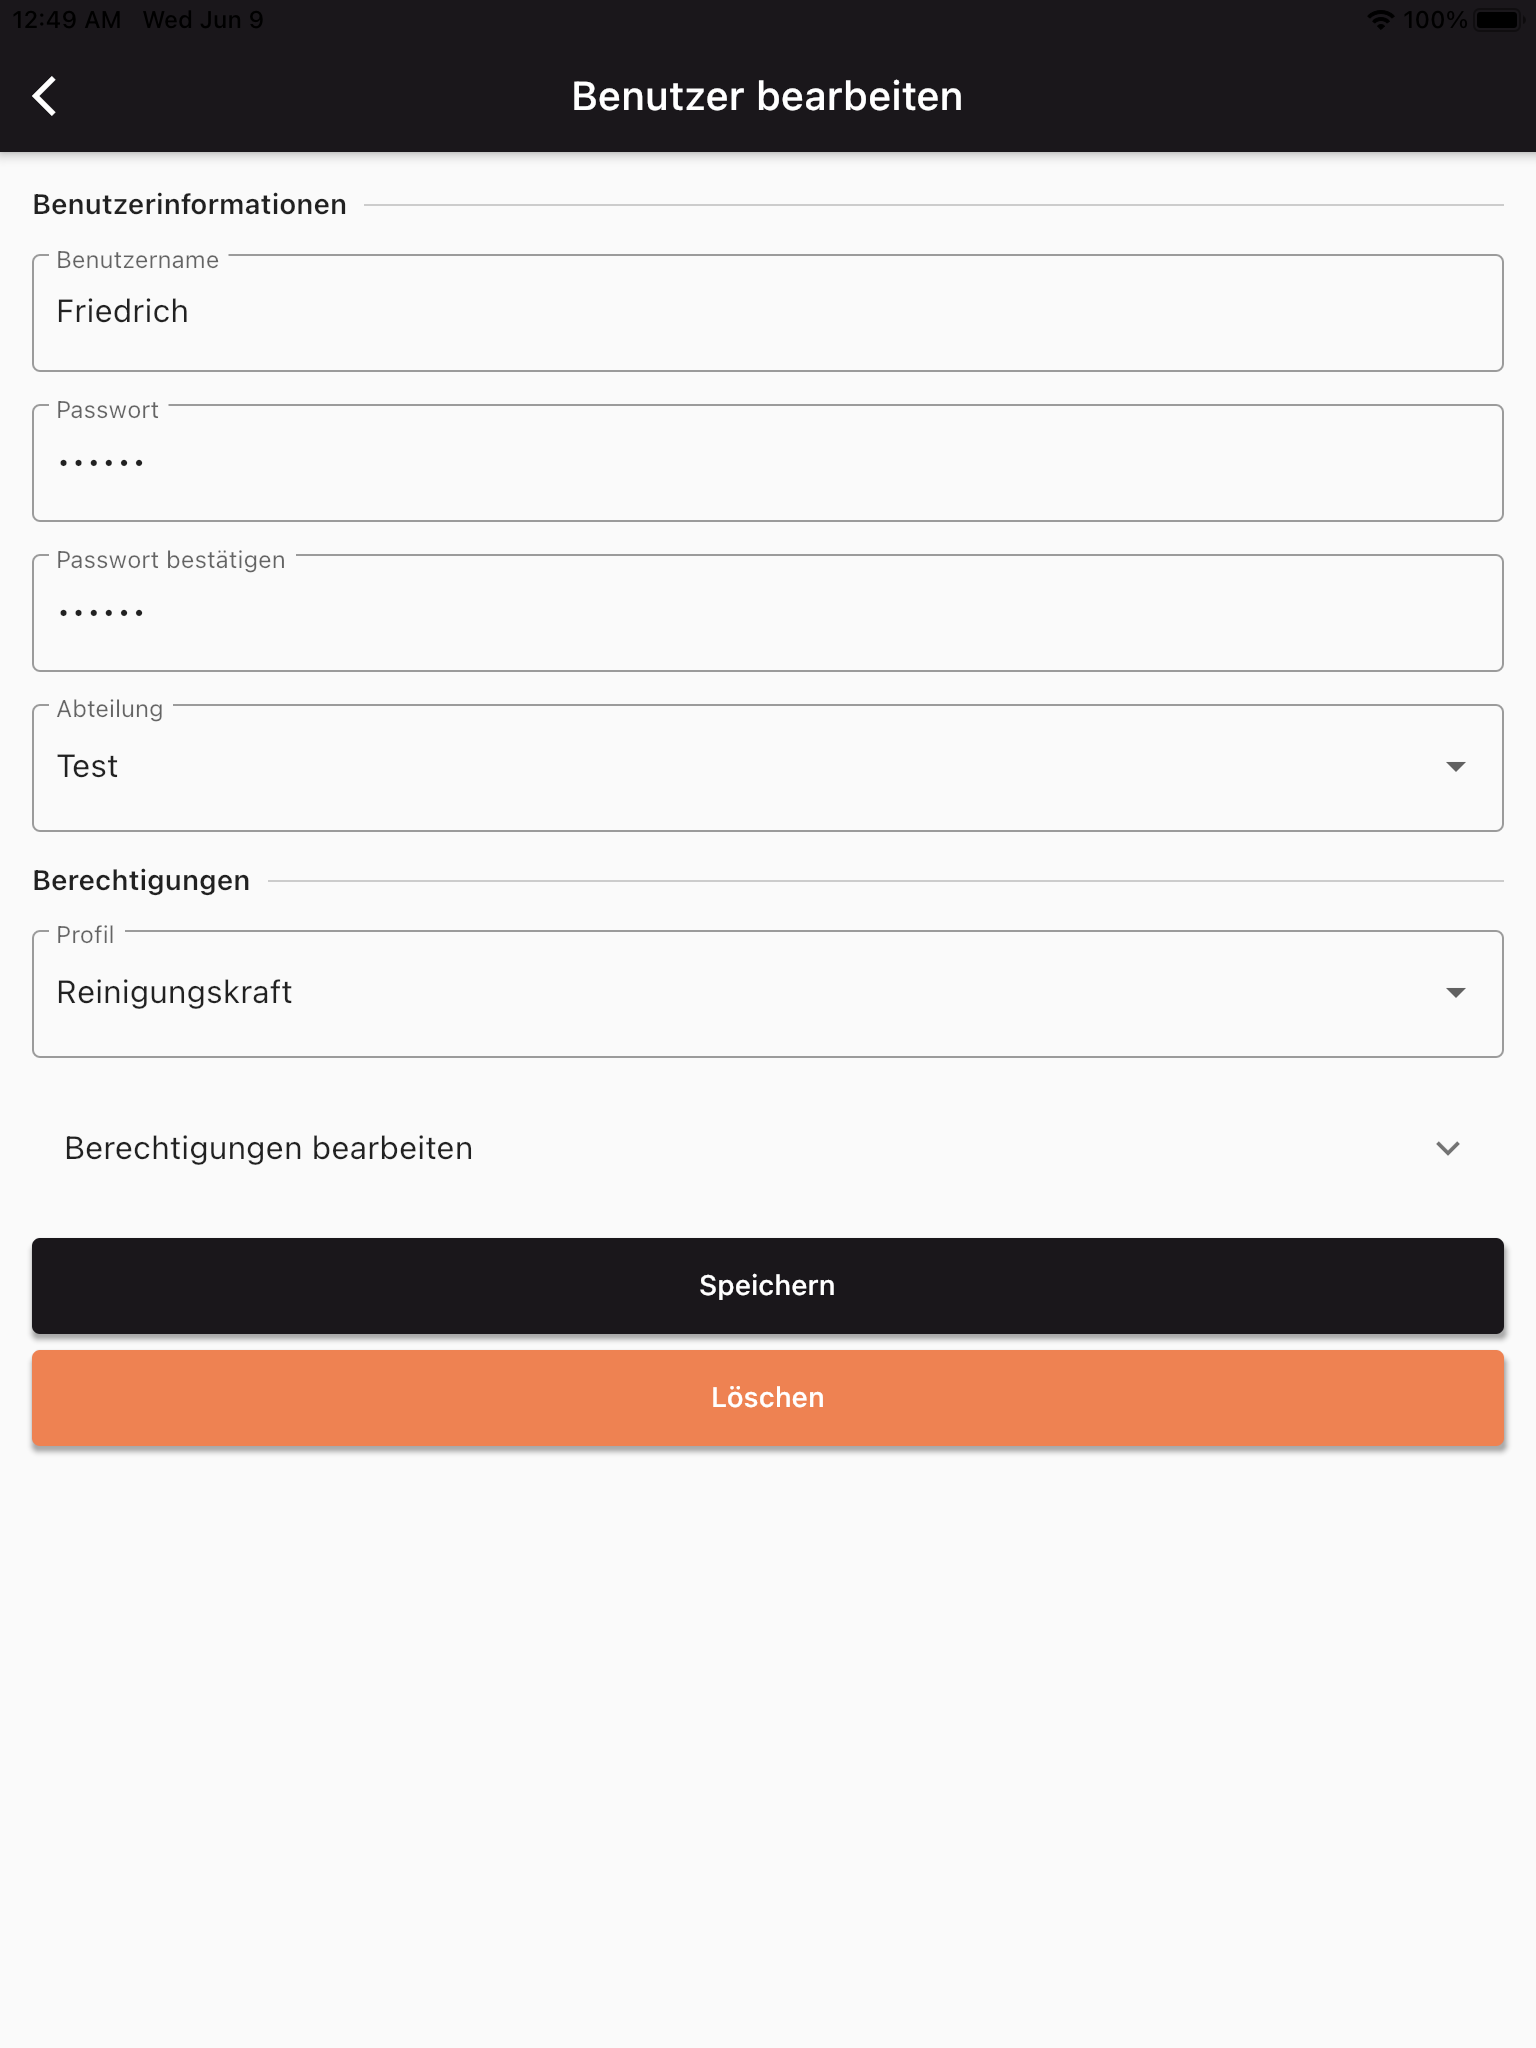 12:49 AM Wed Jun 9 100%
Benutzer bearbeiten
Benutzerinformationen
Benutzername
Friedrich
Passwort
••••••
Passwort bestätigen
••••••
Abteilung
Test
Berechtigungen
Profil
Reinigungskraft
Berechtigungen bearbeiten
Speichern
Löschen